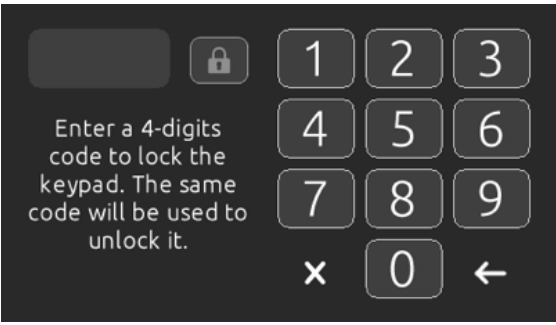 1 2 3
Enter a 4-digits
code to lock the
keypad. The same
code will be used to
unlock it.
4 5 6
7 8 9
0